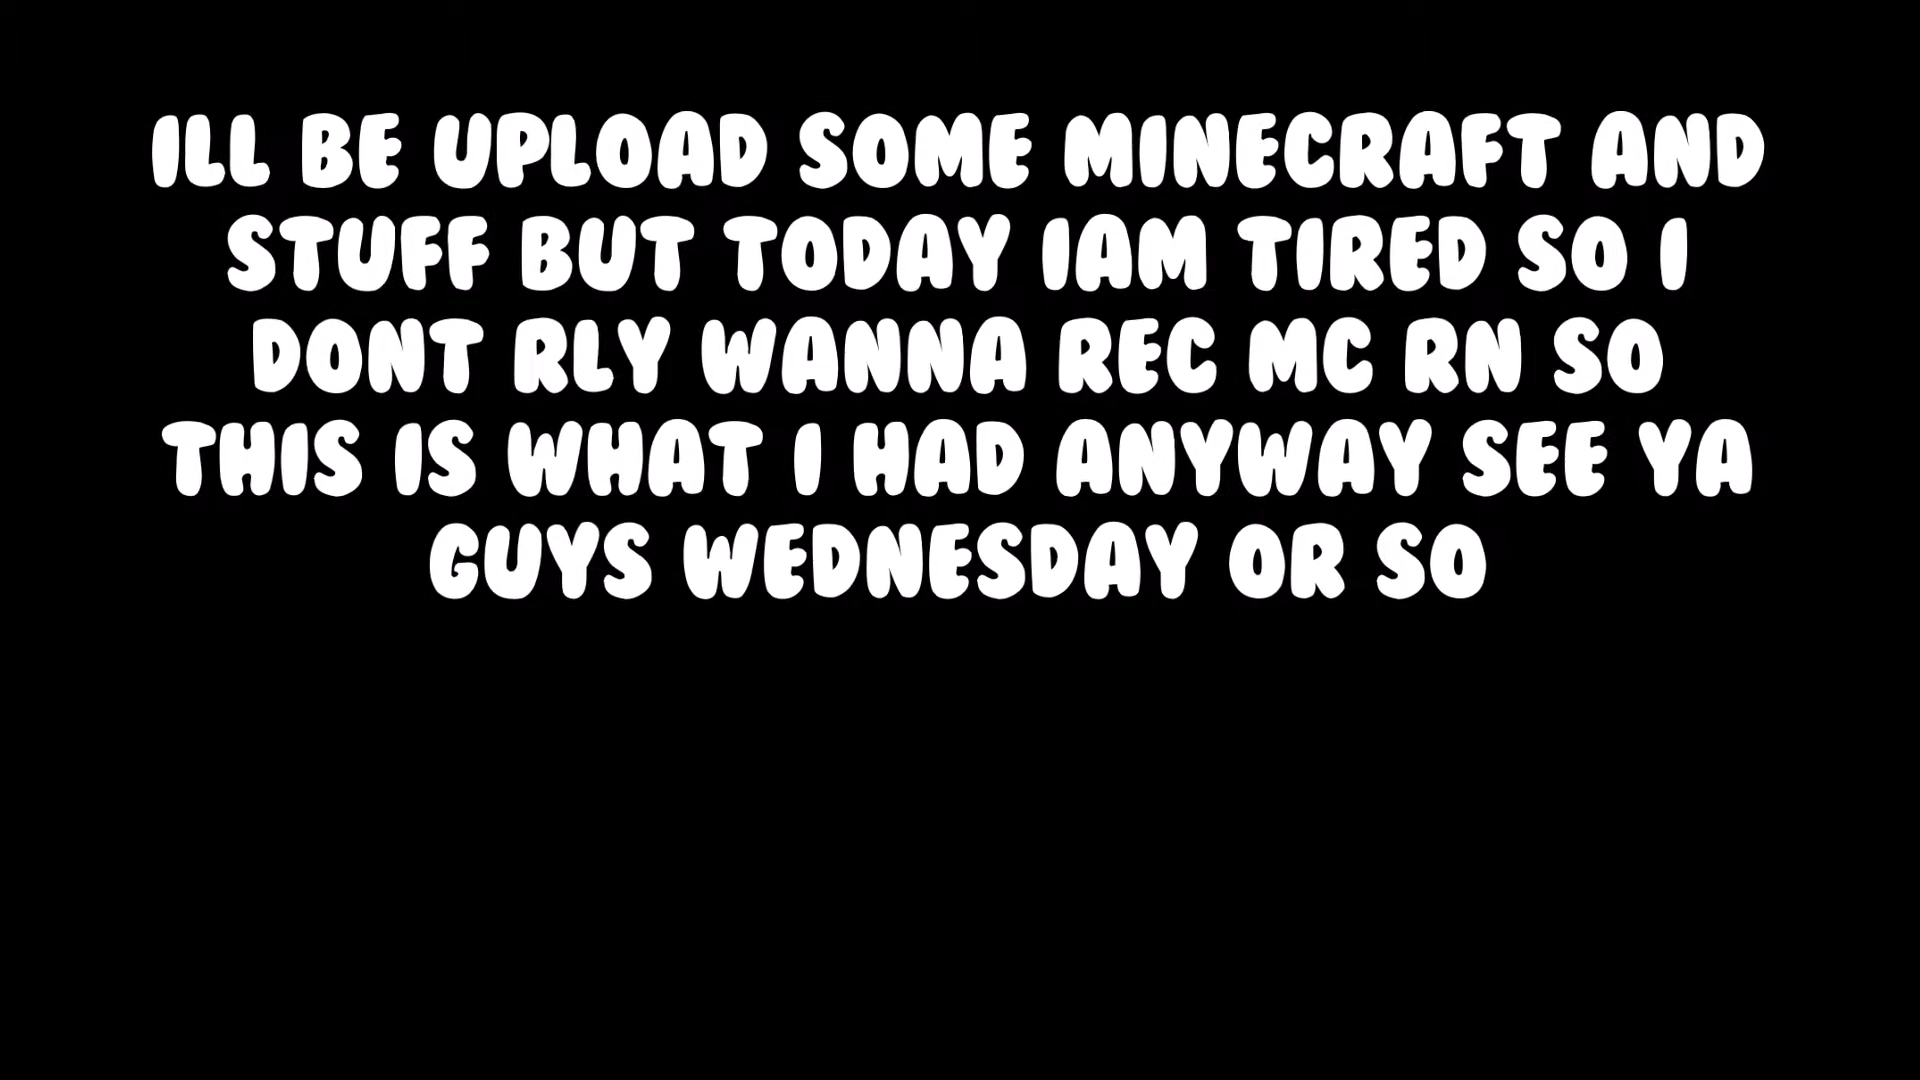 ILL BE UPLOAD SOME MINECRAFT AND
STUFF BUT TODAY IAM TIRED SO I
DONT RLY WANNA REC MC RN SO
THIS IS WHAT I HAD ANYWAY SEE YA
GUYS WEDNESDAY OR SO